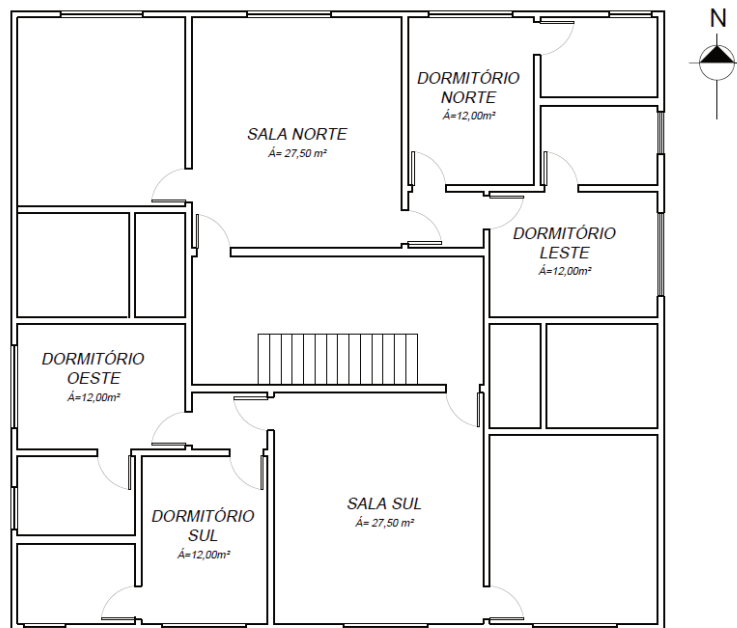 N
DORMITÓRIO
NORTE
Á=12,00m²
SALA NORTE
Á= 27,50 m²
DORMITÓRIO
LESTE
Á=12,00m²
DORMITÓRIO
OESTE
Á=12,00m²
SALA SUL
Á= 27,50 m²
DORMITÓRIO
SUL
Á=12,00m²